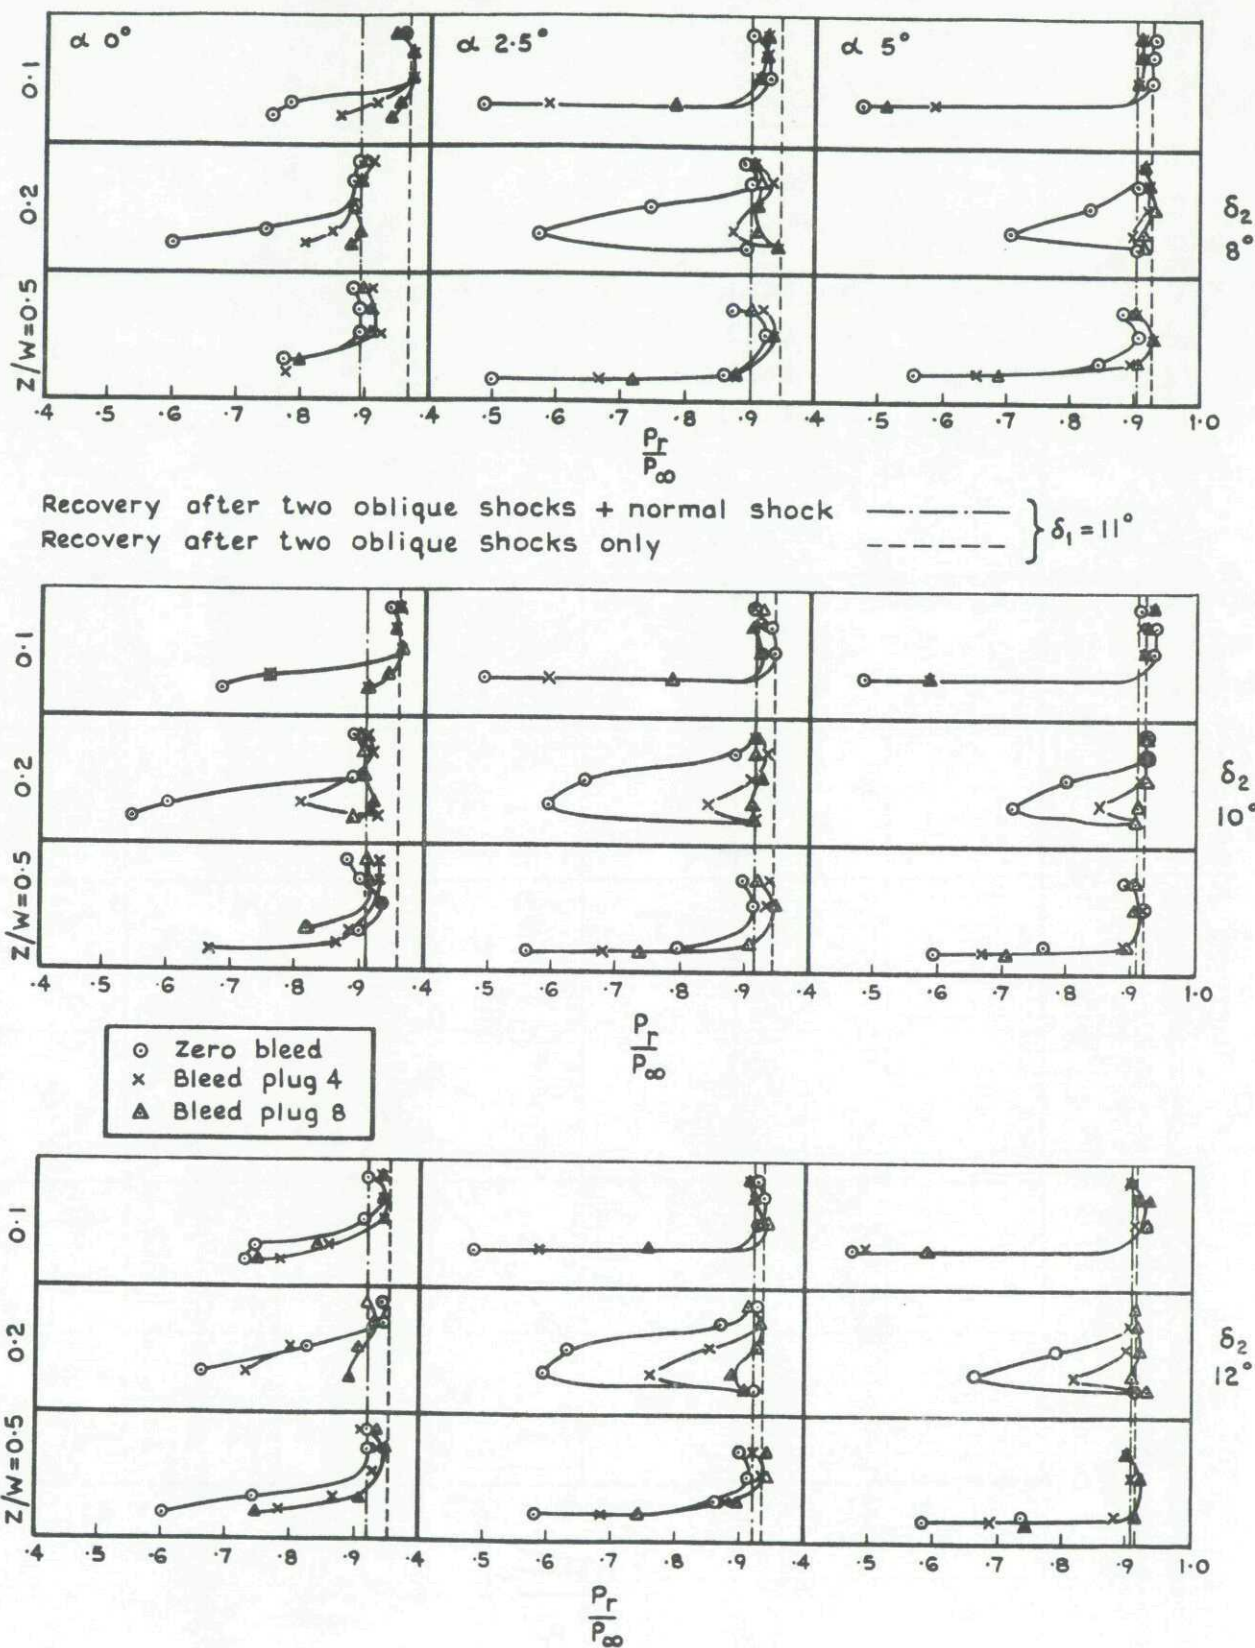 α 0° α 2.5° α 5°
0.1
0.2
Z/W=0.5
δ2
8°
.4 .5 .6 .7 .8 .9 .4 .5 .6 .7 .8 .9 .4 .5 .6 .7 .8 .9 1.0
Pr
P∞
Recovery after two oblique shocks + normal shock
Recovery after two oblique shocks only
} δ1 = 11°
0.1
0.2
Z/W=0.5
δ2
10°
.4 .5 .6 .7 .8 .9 .4 .5 .6 .7 .8 .9 .4 .5 .6 .7 .8 .9 1.0
Pr
P∞
Zero bleed
Bleed plug 4
Bleed plug 8
0.1
0.2
Z/W=0.5
δ2
12°
.4 .5 .6 .7 .8 .9 .4 .5 .6 .7 .8 .9 .4 .5 .6 .7 .8 .9 1.0
Pr
P∞